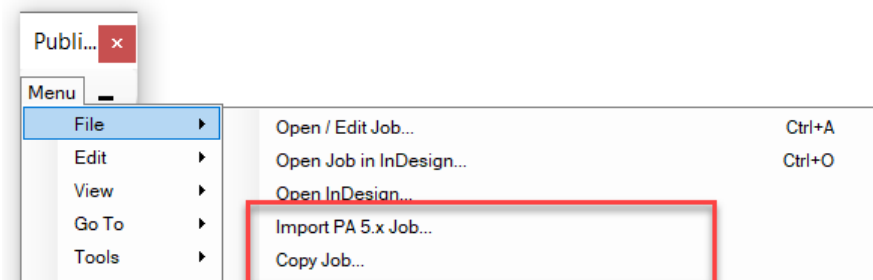 Publi...
Menu
File
Open / Edit Job... Ctrl+A
Edit
Open Job in InDesign... Ctrl+O
View
Open InDesign...
Go To
Import PA 5.x Job...
Tools
Copy Job...